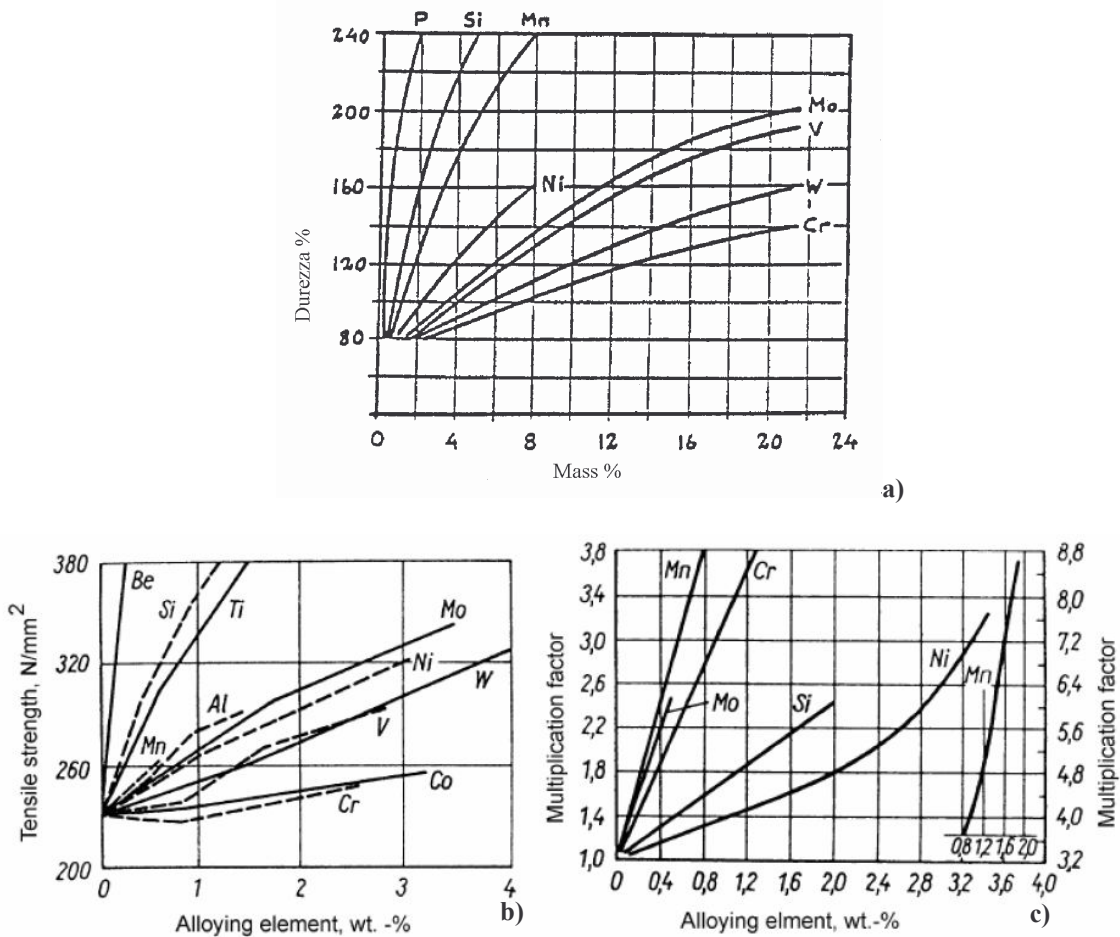 P Si Mn
240
200
160
120
80
Mo
V
Ni
W
Cr
Durezza %
0 4 8 12 16 20 24
Mass %
a)
380
320
260
200
Be
Si
Ti
Mo
Ni
W
Al
V
Mn
Co
Cr
Tensile strength, N/mm2
0 1 2 3 4
Alloying element, wt. -%
b)
3,8
3,4
3,0
2,6
2,2
1,8
1,4
1,0
Mn
Cr
Mo
Si
Ni
Mn
8,8
8,0
7,2
6,4
5,6
4,8
4,0
3,2
0,8 1,2 1,6 2,0
Multiplication factor
Multiplication factor
0 0,4 0,8 1,2 1,6 2,0 2,4 2,8 3,2 3,6 4,0
Alloying elment, wt.-%
c)